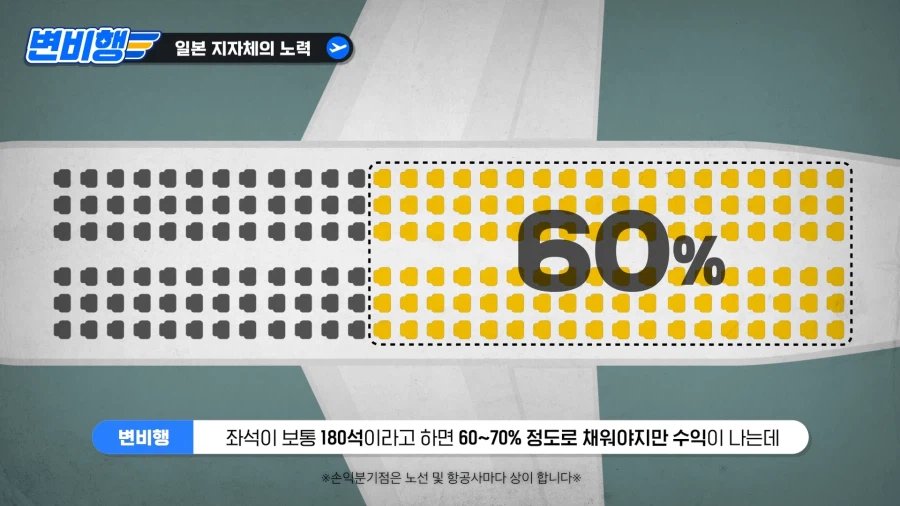 변비행
일본 지자체의 노력
60%
변비행
좌석이 보통 180석이라고 하면 60~70% 정도로 채워야지만 수익이 나는데
※손익분기점은 노선 및 항공사마다 상이 합니다※